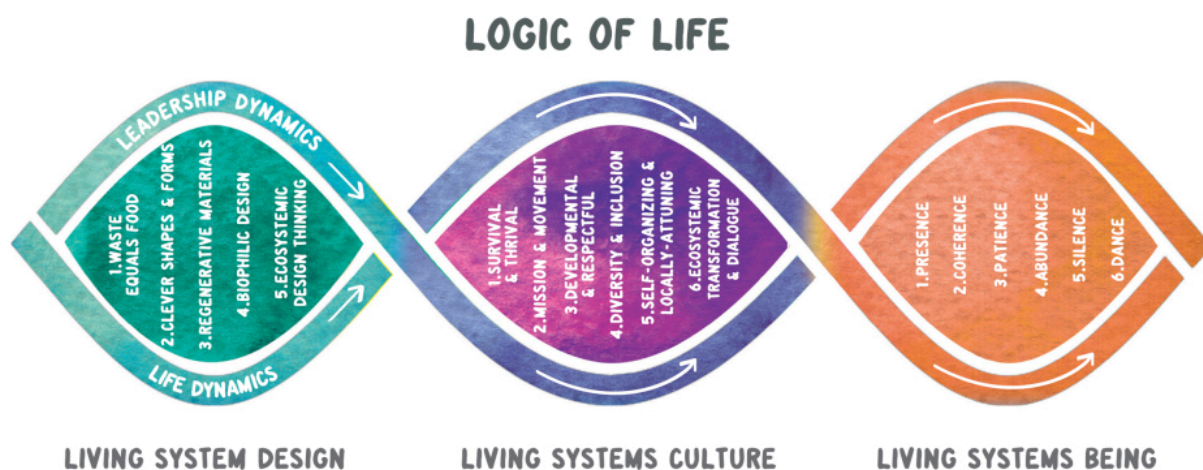 LOGIC OF LIFE
LEADERSHIP DYNAMICS
1.WASTE
EQUALS FOOD
2.CLEVER SHAPES & FORMS
3.REGENERATIVE MATERIALS
4.BIOPHILIC DESIGN
5.ECOSYSTEMIC
DESIGN THINKING
LIFE DYNAMICS
1.SURVIVAL
& THRIVAL
2.MISSION & MOVEMENT
3.DEVELOPMENTAL
& RESPECTFUL
4.DIVERSITY & INCLUSION
5.SELF-ORGANIZING &
LOCALLY-ATTUNING
6.ECOSYSTEMIC
TRANSFORMATION
& DIALOGUE
1.PRESENCE
2.COHERENCE
3.PATIENCE
4.ABUNDANCE
5.SILENCE
6.DANCE
LIVING SYSTEM DESIGN
LIVING SYSTEMS CULTURE
LIVING SYSTEMS BEING